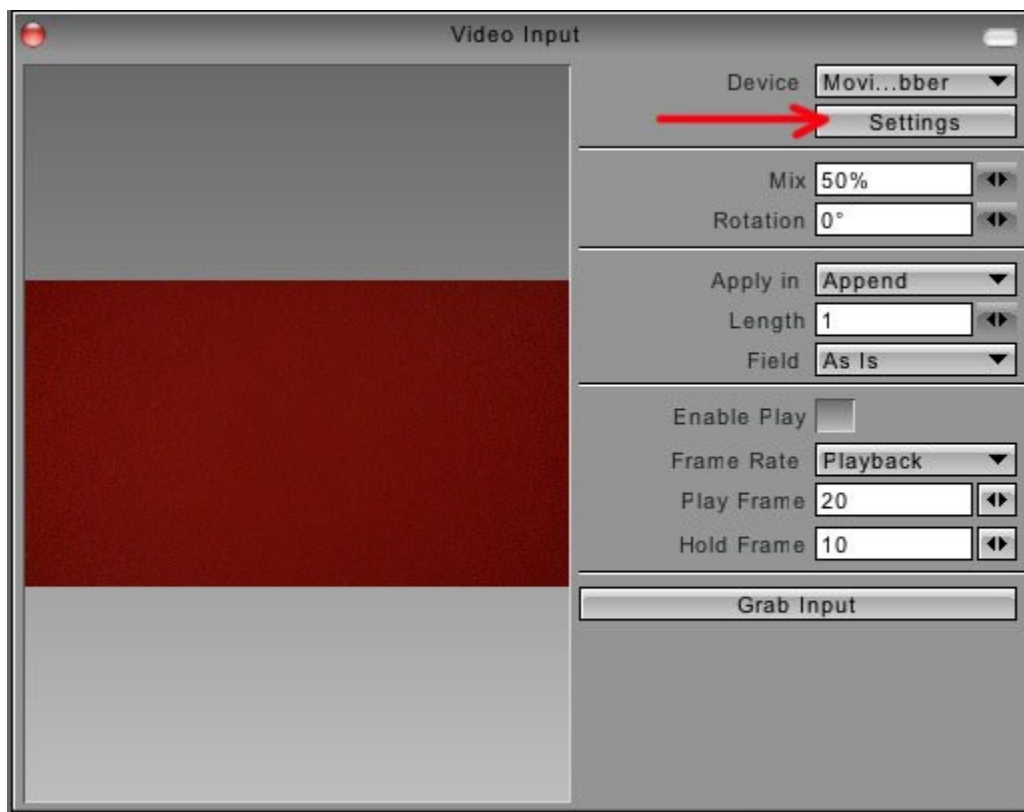 Video Input
Device Movi...bber
Settings
Mix 50%
Rotation 0°
Apply in Append
Length 1
Field As Is
Enable Play
Frame Rate Playback
Play Frame 20
Hold Frame 10
Grab Input